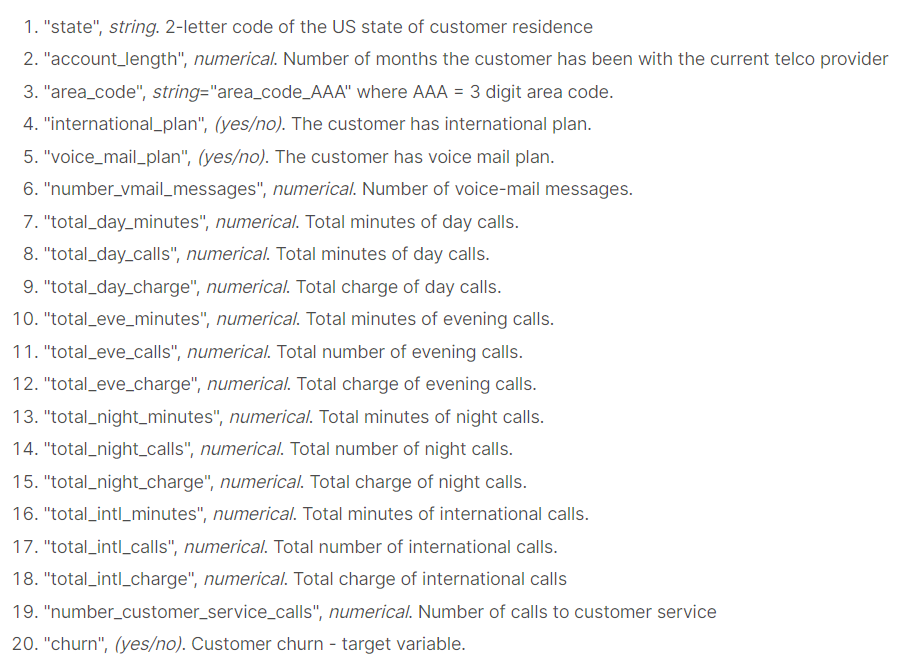 1. "state", string. 2-letter code of the US state of customer residence
2. "account_length", numerical. Number of months the customer has been with the current telco provider
3. "area_code", string="area_code_AAA" where AAA = 3 digit area code.
4. "international_plan", (yes/no). The customer has international plan.
5. "voice_mail_plan", (yes/no). The customer has voice mail plan.
6. "number_vmail_messages", numerical. Number of voice-mail messages.
7. "total_day_minutes", numerical. Total minutes of day calls.
8. "total_day_calls", numerical. Total minutes of day calls.
9. "total_day_charge", numerical. Total charge of day calls.
10. "total_eve_minutes", numerical. Total minutes of evening calls.
11. "total_eve_calls", numerical. Total number of evening calls.
12. "total_eve_charge", numerical. Total charge of evening calls.
13. "total_night_minutes", numerical. Total minutes of night calls.
14. "total_night_calls", numerical. Total number of night calls.
15. "total_night_charge", numerical. Total charge of night calls.
16. "total_intl_minutes", numerical. Total minutes of international calls.
17. "total_intl_calls", numerical. Total number of international calls.
18. "total_intl_charge", numerical. Total charge of international calls
19. "number_customer_service_calls", numerical. Number of calls to customer service
20. "churn", (yes/no). Customer churn - target variable.